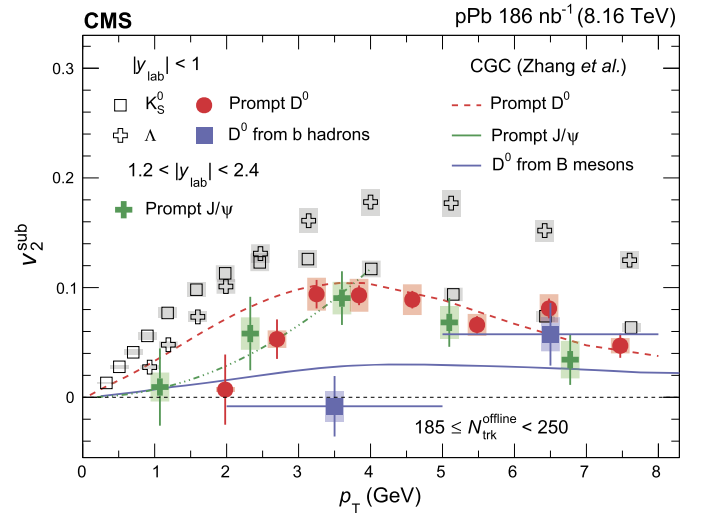 CMS pPb 186 nb⁻¹ (8.16 TeV)
|y_lab| < 1
K⁰_S
Prompt D⁰
Λ
D⁰ from b hadrons
1.2 < |y_lab| < 2.4
Prompt J/ψ
CGC (Zhang et al.)
Prompt D⁰
Prompt J/ψ
D⁰ from B mesons
0.3
0.2
0.1
0
v₂^sub
185 ≤ N_trk^offline < 250
0 1 2 3 4 5 6 7 8
p_T (GeV)